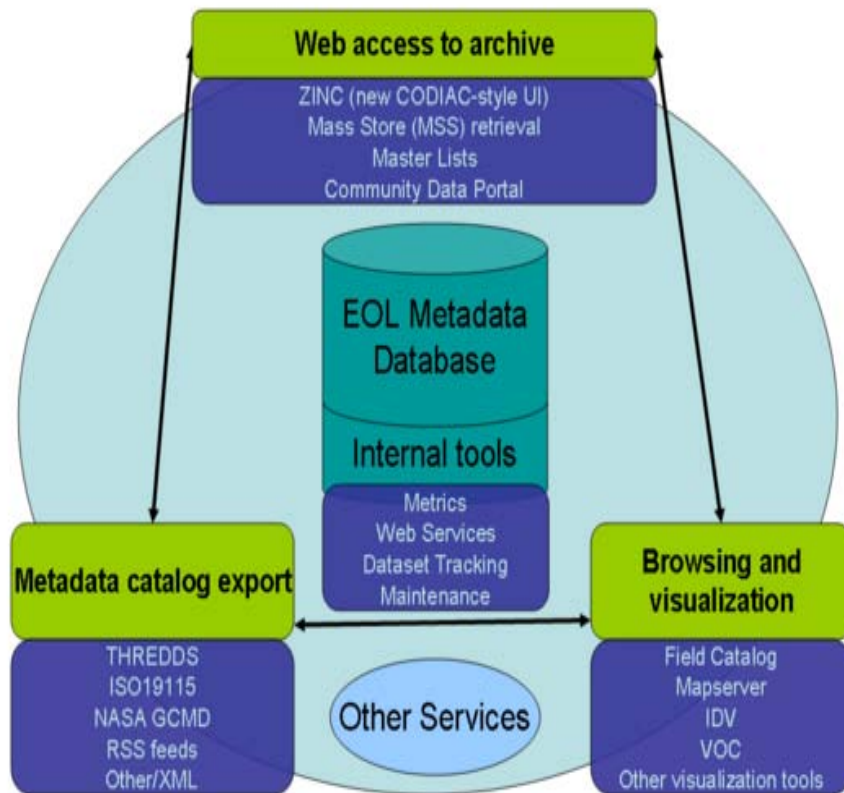 Web access to archive
ZINC (new CODIAC-style UI)
Mass Store (MSS) retrieval
Master Lists
Community Data Portal
EOL Metadata
Database
Internal tools
Metrics
Web Services
Dataset Tracking
Maintenance
Metadata catalog export
THREDDS
ISO19115
NASA GCMD
RSS feeds
Other/XML
Browsing and
visualization
Field Catalog
Mapserver
IDV
VOC
Other visualization tools
Other Services